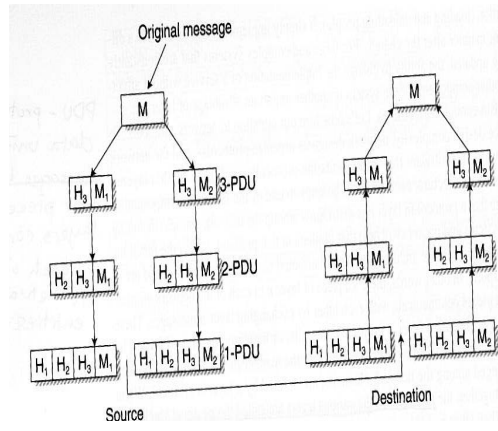 Original message
M
M
H₃ M₁
H₃ M₂
3-PDU
H₃ M₁
H₃ M₂
H₂ H₃ M₁
H₂ H₃ M₂
2-PDU
H₂ H₃ M₁
H₂ H₃ M₂
H₁ H₂ H₃ M₁
H₁ H₂ H₃ M₂
1-PDU
H₁ H₂ H₃ M₁
H₁ H₂ H₃ M₂
Source
Destination